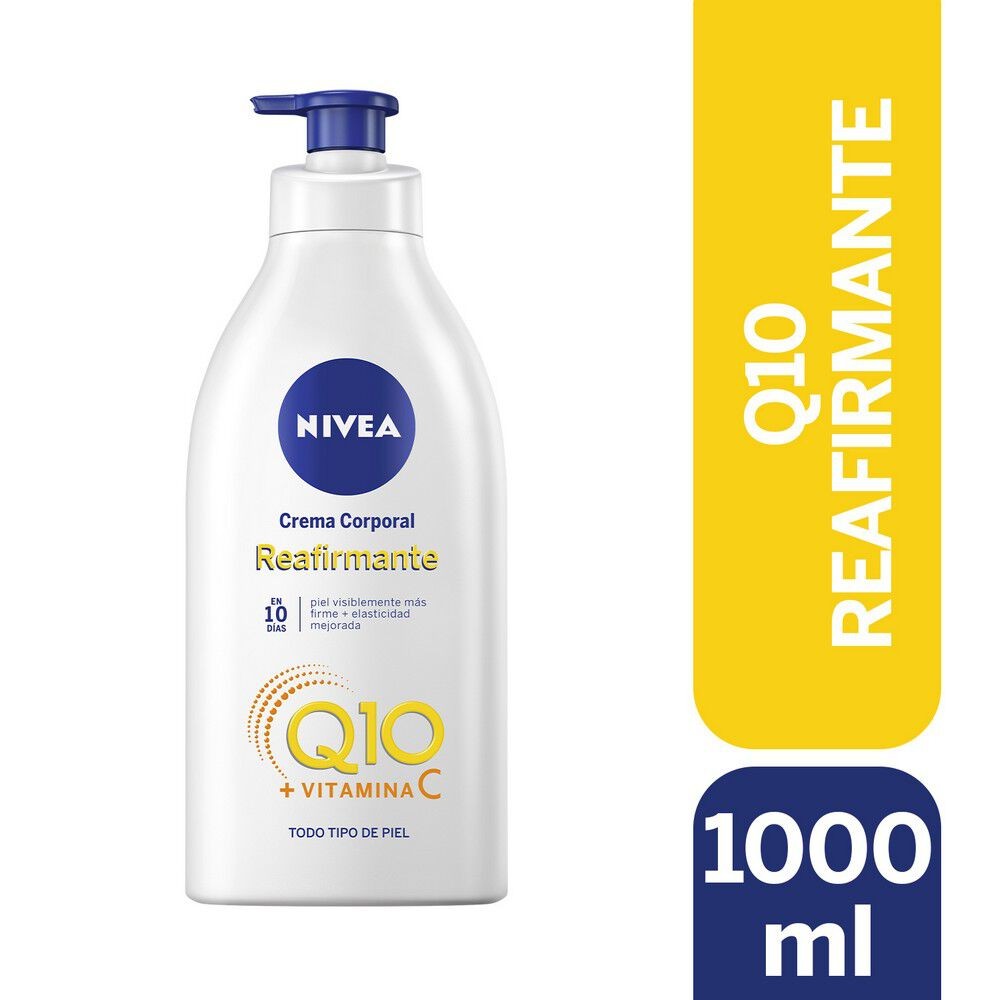 NIVEA
Crema Corporal
Reafirmante
EN
10
DÍAS
piel visiblemente más
firme + elasticidad
mejorada
Q10
+ VITAMINA C
TODO TIPO DE PIEL
Q10
REAFIRMANTE
1000
ml